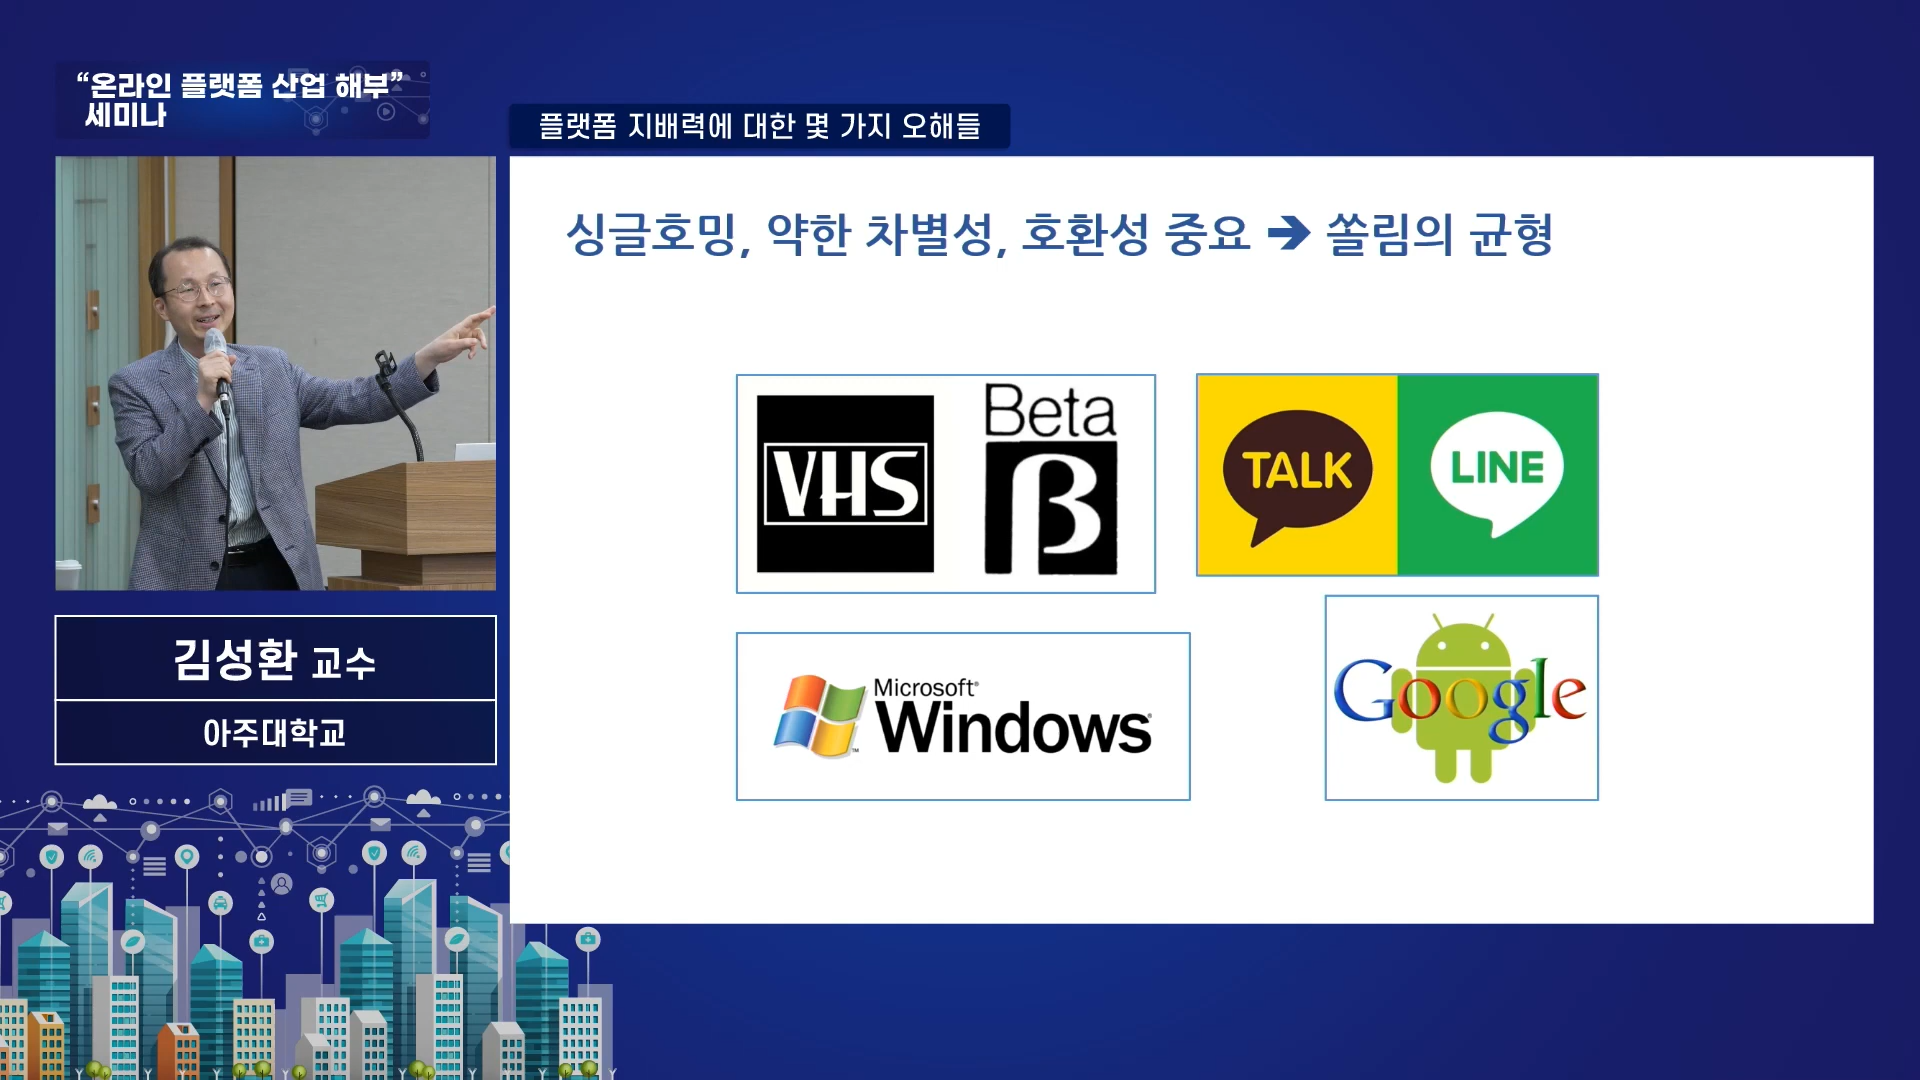 “온라인 플랫폼 산업 해부”
세미나
플랫폼 지배력에 대한 몇 가지 오해들
싱글호밍, 약한 차별성, 호환성 중요 ➔ 쏠림의 균형
VHS
Beta
β
TALK
LINE
Microsoft®
Windows®
™
Google
김성환 교수
아주대학교